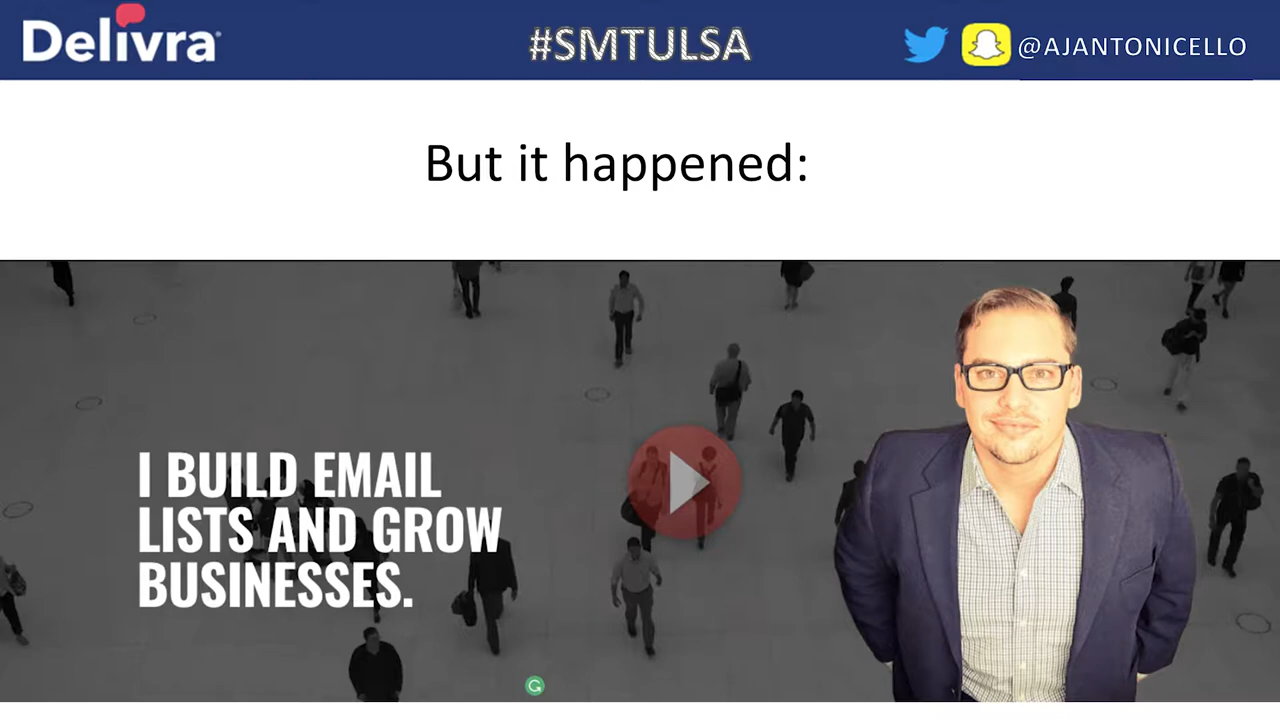 Delivra
#SMTULSA
@AJANTONICELLO
But it happened:
I BUILD EMAIL
LISTS AND GROW
BUSINESSES.